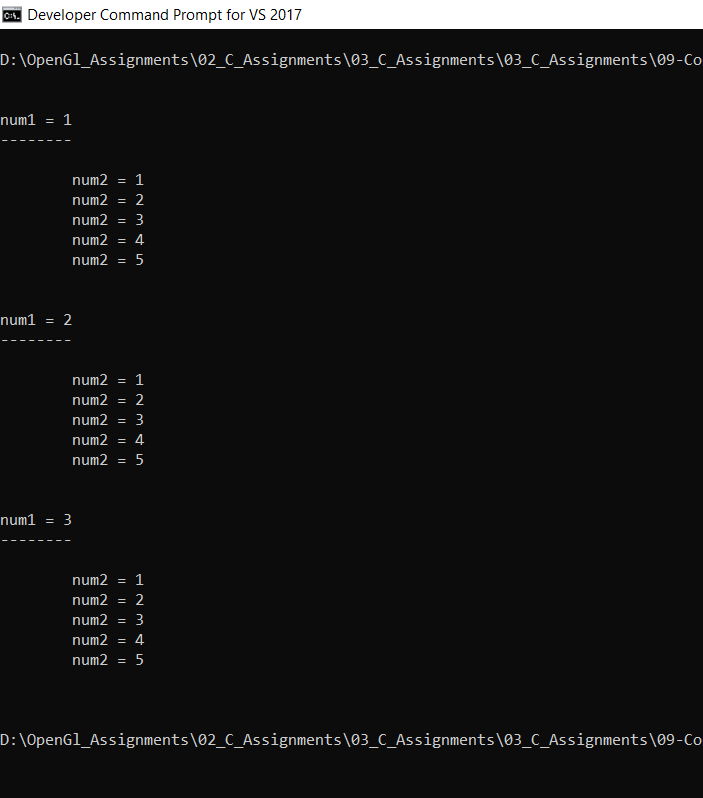 Developer Command Prompt for VS 2017
D:\OpenGl_Assignments\02_C_Assignments\03_C_Assignments\03_C_Assignments\09-Co
num1 = 1
--------
num2 = 1
num2 = 2
num2 = 3
num2 = 4
num2 = 5
num1 = 2
--------
num2 = 1
num2 = 2
num2 = 3
num2 = 4
num2 = 5
num1 = 3
--------
num2 = 1
num2 = 2
num2 = 3
num2 = 4
num2 = 5
D:\OpenGl_Assignments\02_C_Assignments\03_C_Assignments\03_C_Assignments\09-Co